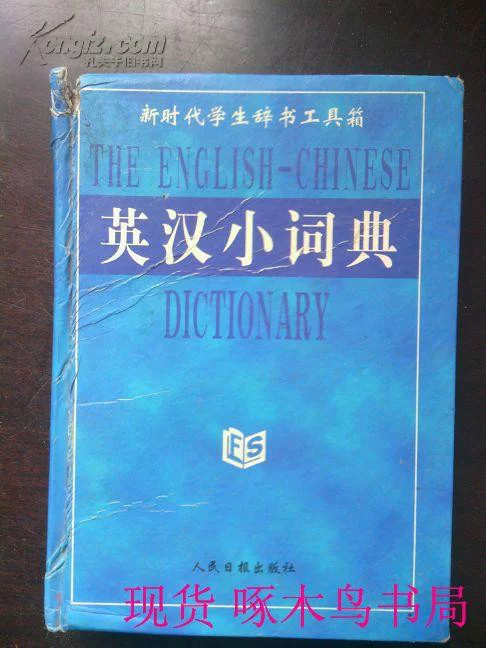 Kongfz.com
孔夫子旧书网
新时代学生辞书工具箱
THE ENGLISH-CHINESE
英汉小词典
DICTIONARY
FS
人民日报出版社
现货 啄木鸟书局